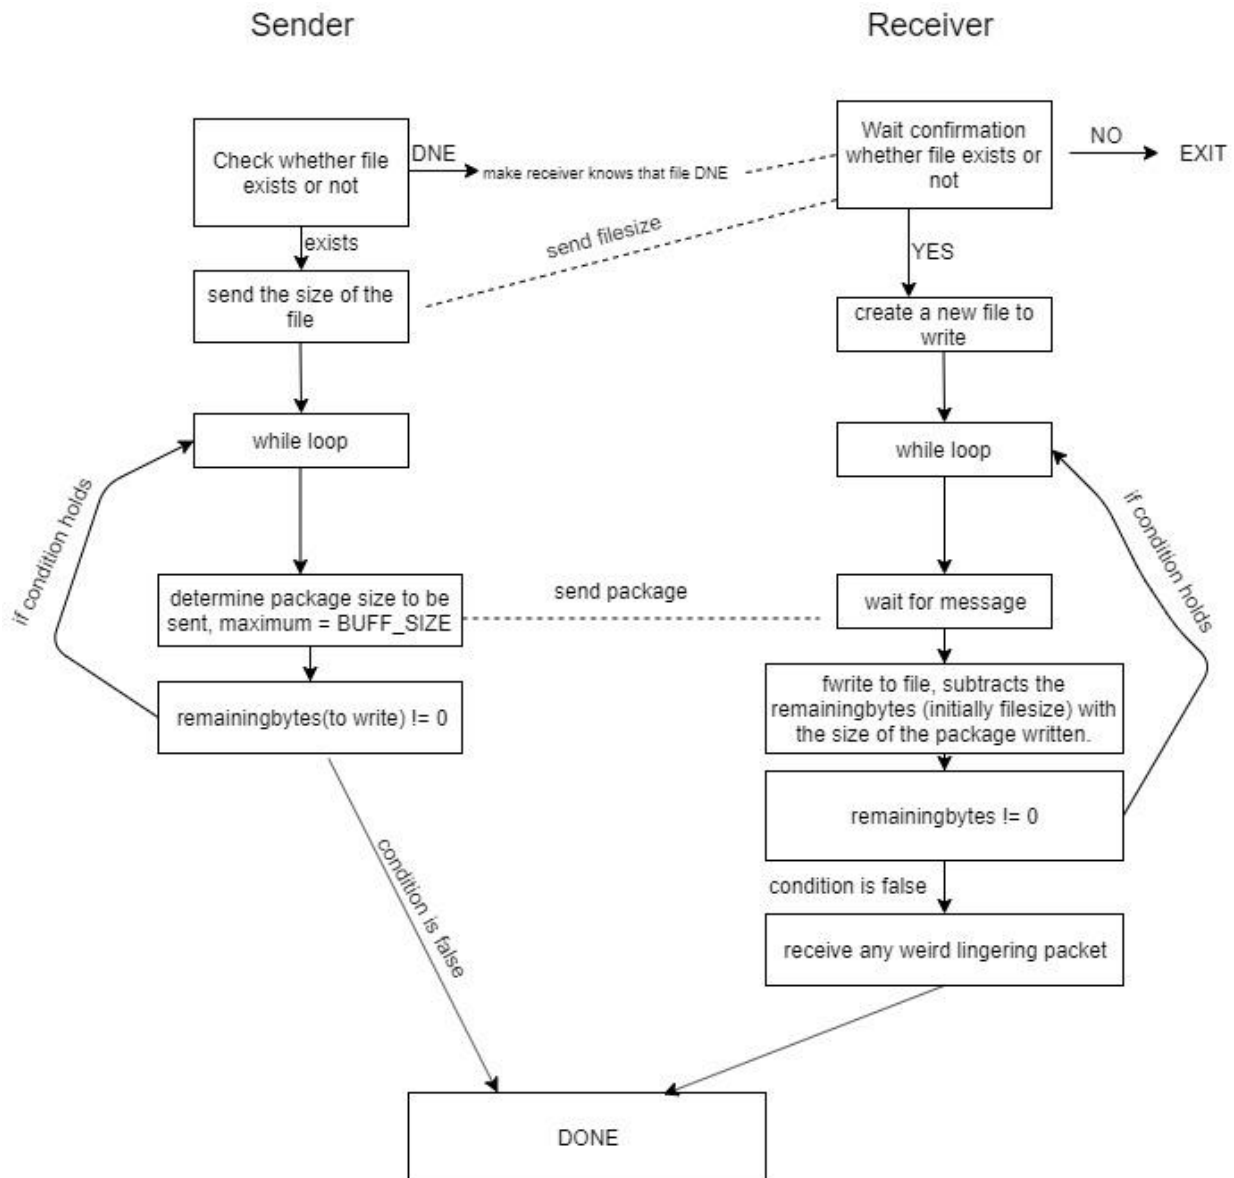 Sender
Receiver
Check whether file
exists or not
DNE
make receiver knows that file DNE
Wait confirmation
whether file exists or
not
NO
EXIT
exists
send filesize
YES
send the size of the
file
create a new file to
write
while loop
while loop
if condition holds
if condition holds
determine package size to be
sent, maximum = BUFF_SIZE
send package
wait for message
remainingbytes(to write) != 0
fwrite to file, subtracts the
remainingbytes (initially filesize) with
the size of the package written.
remainingbytes != 0
condition is false
condition is false
receive any weird lingering packet
DONE